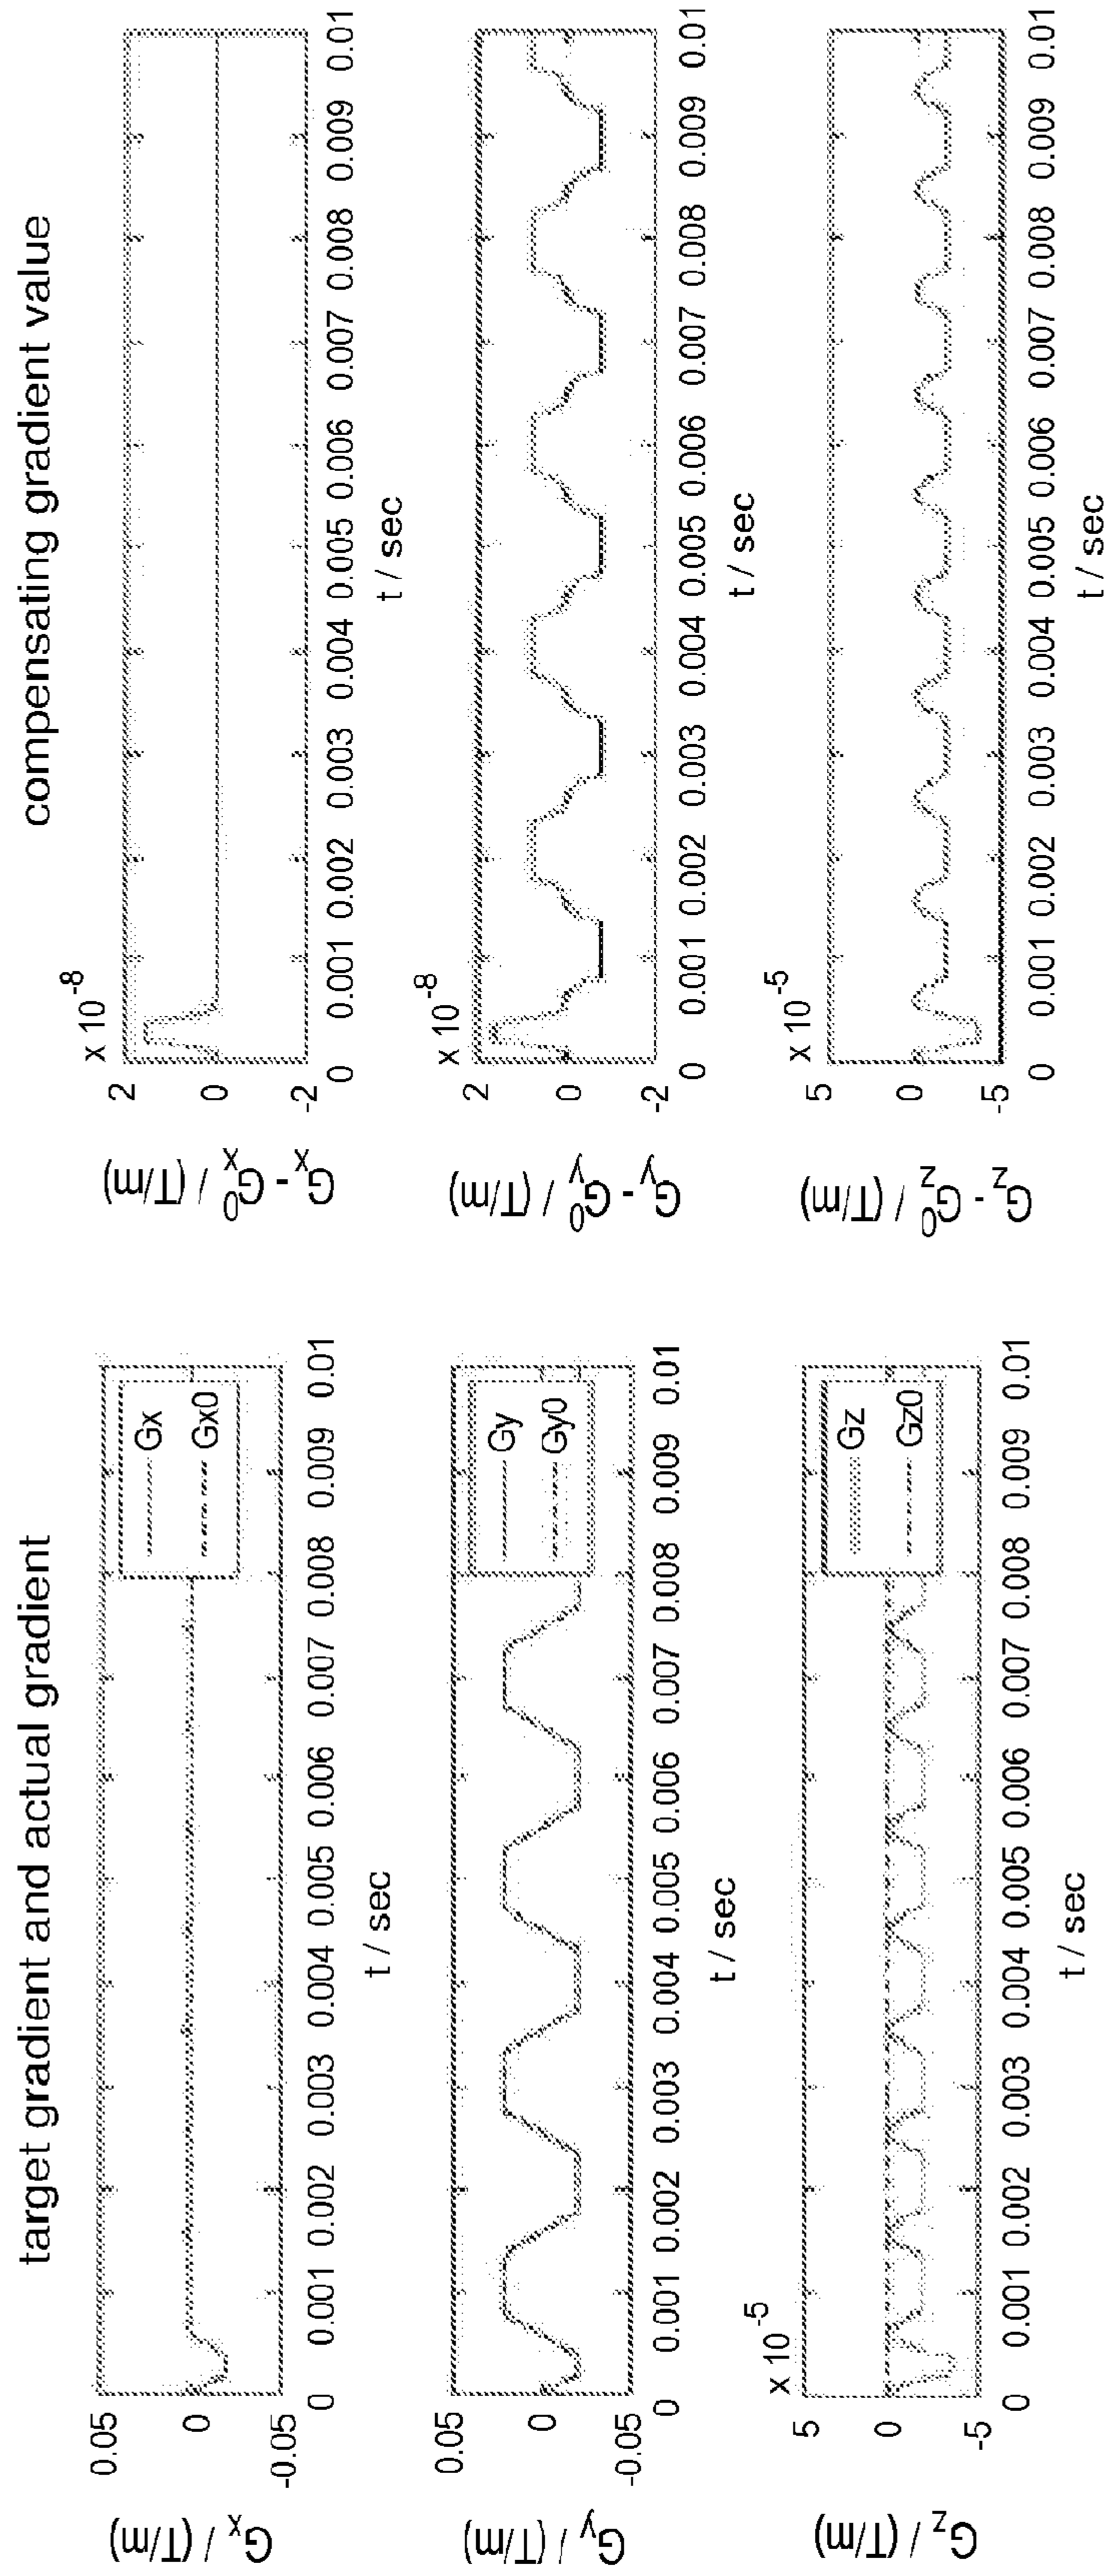 target gradient and actual gradient
0.05
0
-0.05
G_x / (T/m)
Gx
Gx0
0 0.001 0.002 0.003 0.004 0.005 0.006 0.007 0.008 0.009 0.01
t / sec
0.05
0
-0.05
G_y / (T/m)
Gy
Gy0
0 0.001 0.002 0.003 0.004 0.005 0.006 0.007 0.008 0.009 0.01
t / sec
x 10^-5
5
0
-5
G_z / (T/m)
Gz
Gz0
0 0.001 0.002 0.003 0.004 0.005 0.006 0.007 0.008 0.009 0.01
t / sec
compensating gradient value
x 10^-8
2
0
-2
G_x - G_x^0 / (T/m)
0 0.001 0.002 0.003 0.004 0.005 0.006 0.007 0.008 0.009 0.01
t / sec
x 10^-8
2
0
-2
G_y - G_y^0 / (T/m)
0 0.001 0.002 0.003 0.004 0.005 0.006 0.007 0.008 0.009 0.01
t / sec
x 10^-5
5
0
-5
G_z - G_z^0 / (T/m)
0 0.001 0.002 0.003 0.004 0.005 0.006 0.007 0.008 0.009 0.01
t / sec